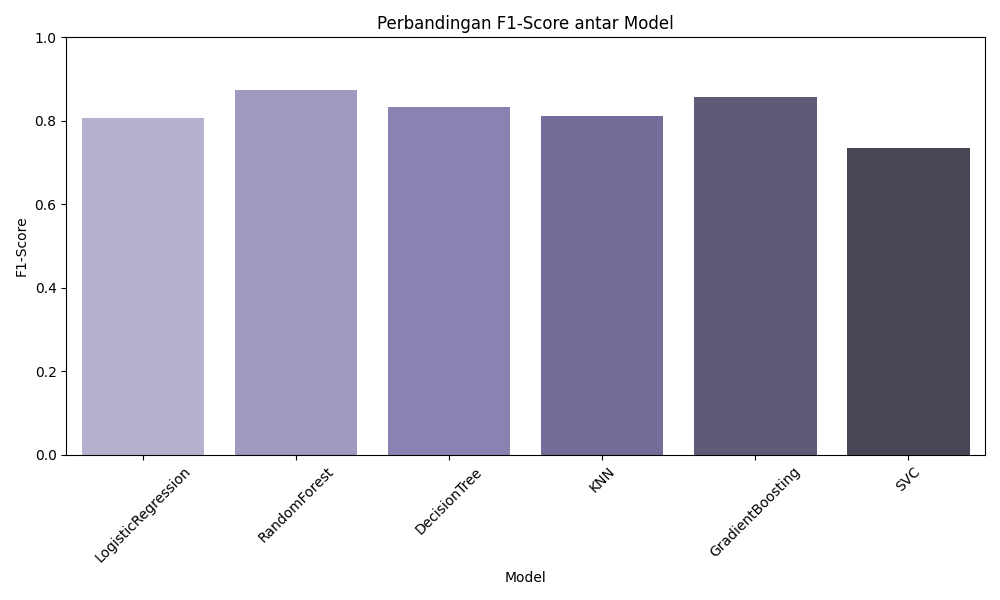 Perbandingan F1-Score antar Model
F1-Score
1.0
0.8
0.6
0.4
0.2
0.0
LogisticRegression
RandomForest
DecisionTree
KNN
GradientBoosting
SVC
Model